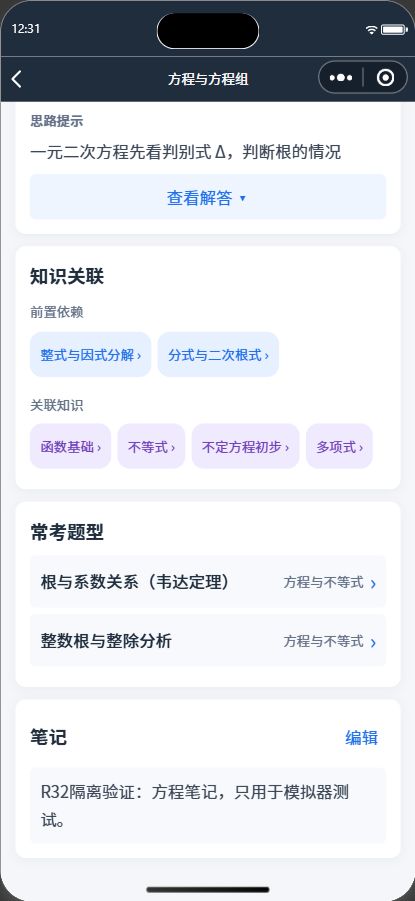 12:31
方程与方程组
思路提示
一元二次方程先看判别式 Δ，判断根的情况
查看解答 ▾
知识关联
前置依赖
整式与因式分解 › 分式与二次根式 ›
关联知识
函数基础 › 不等式 › 不定方程初步 › 多项式 ›
常考题型
根与系数关系（韦达定理） 方程与不等式 ›
整数根与整除分析 方程与不等式 ›
笔记 编辑
R32隔离验证：方程笔记，只用于模拟器测
试。